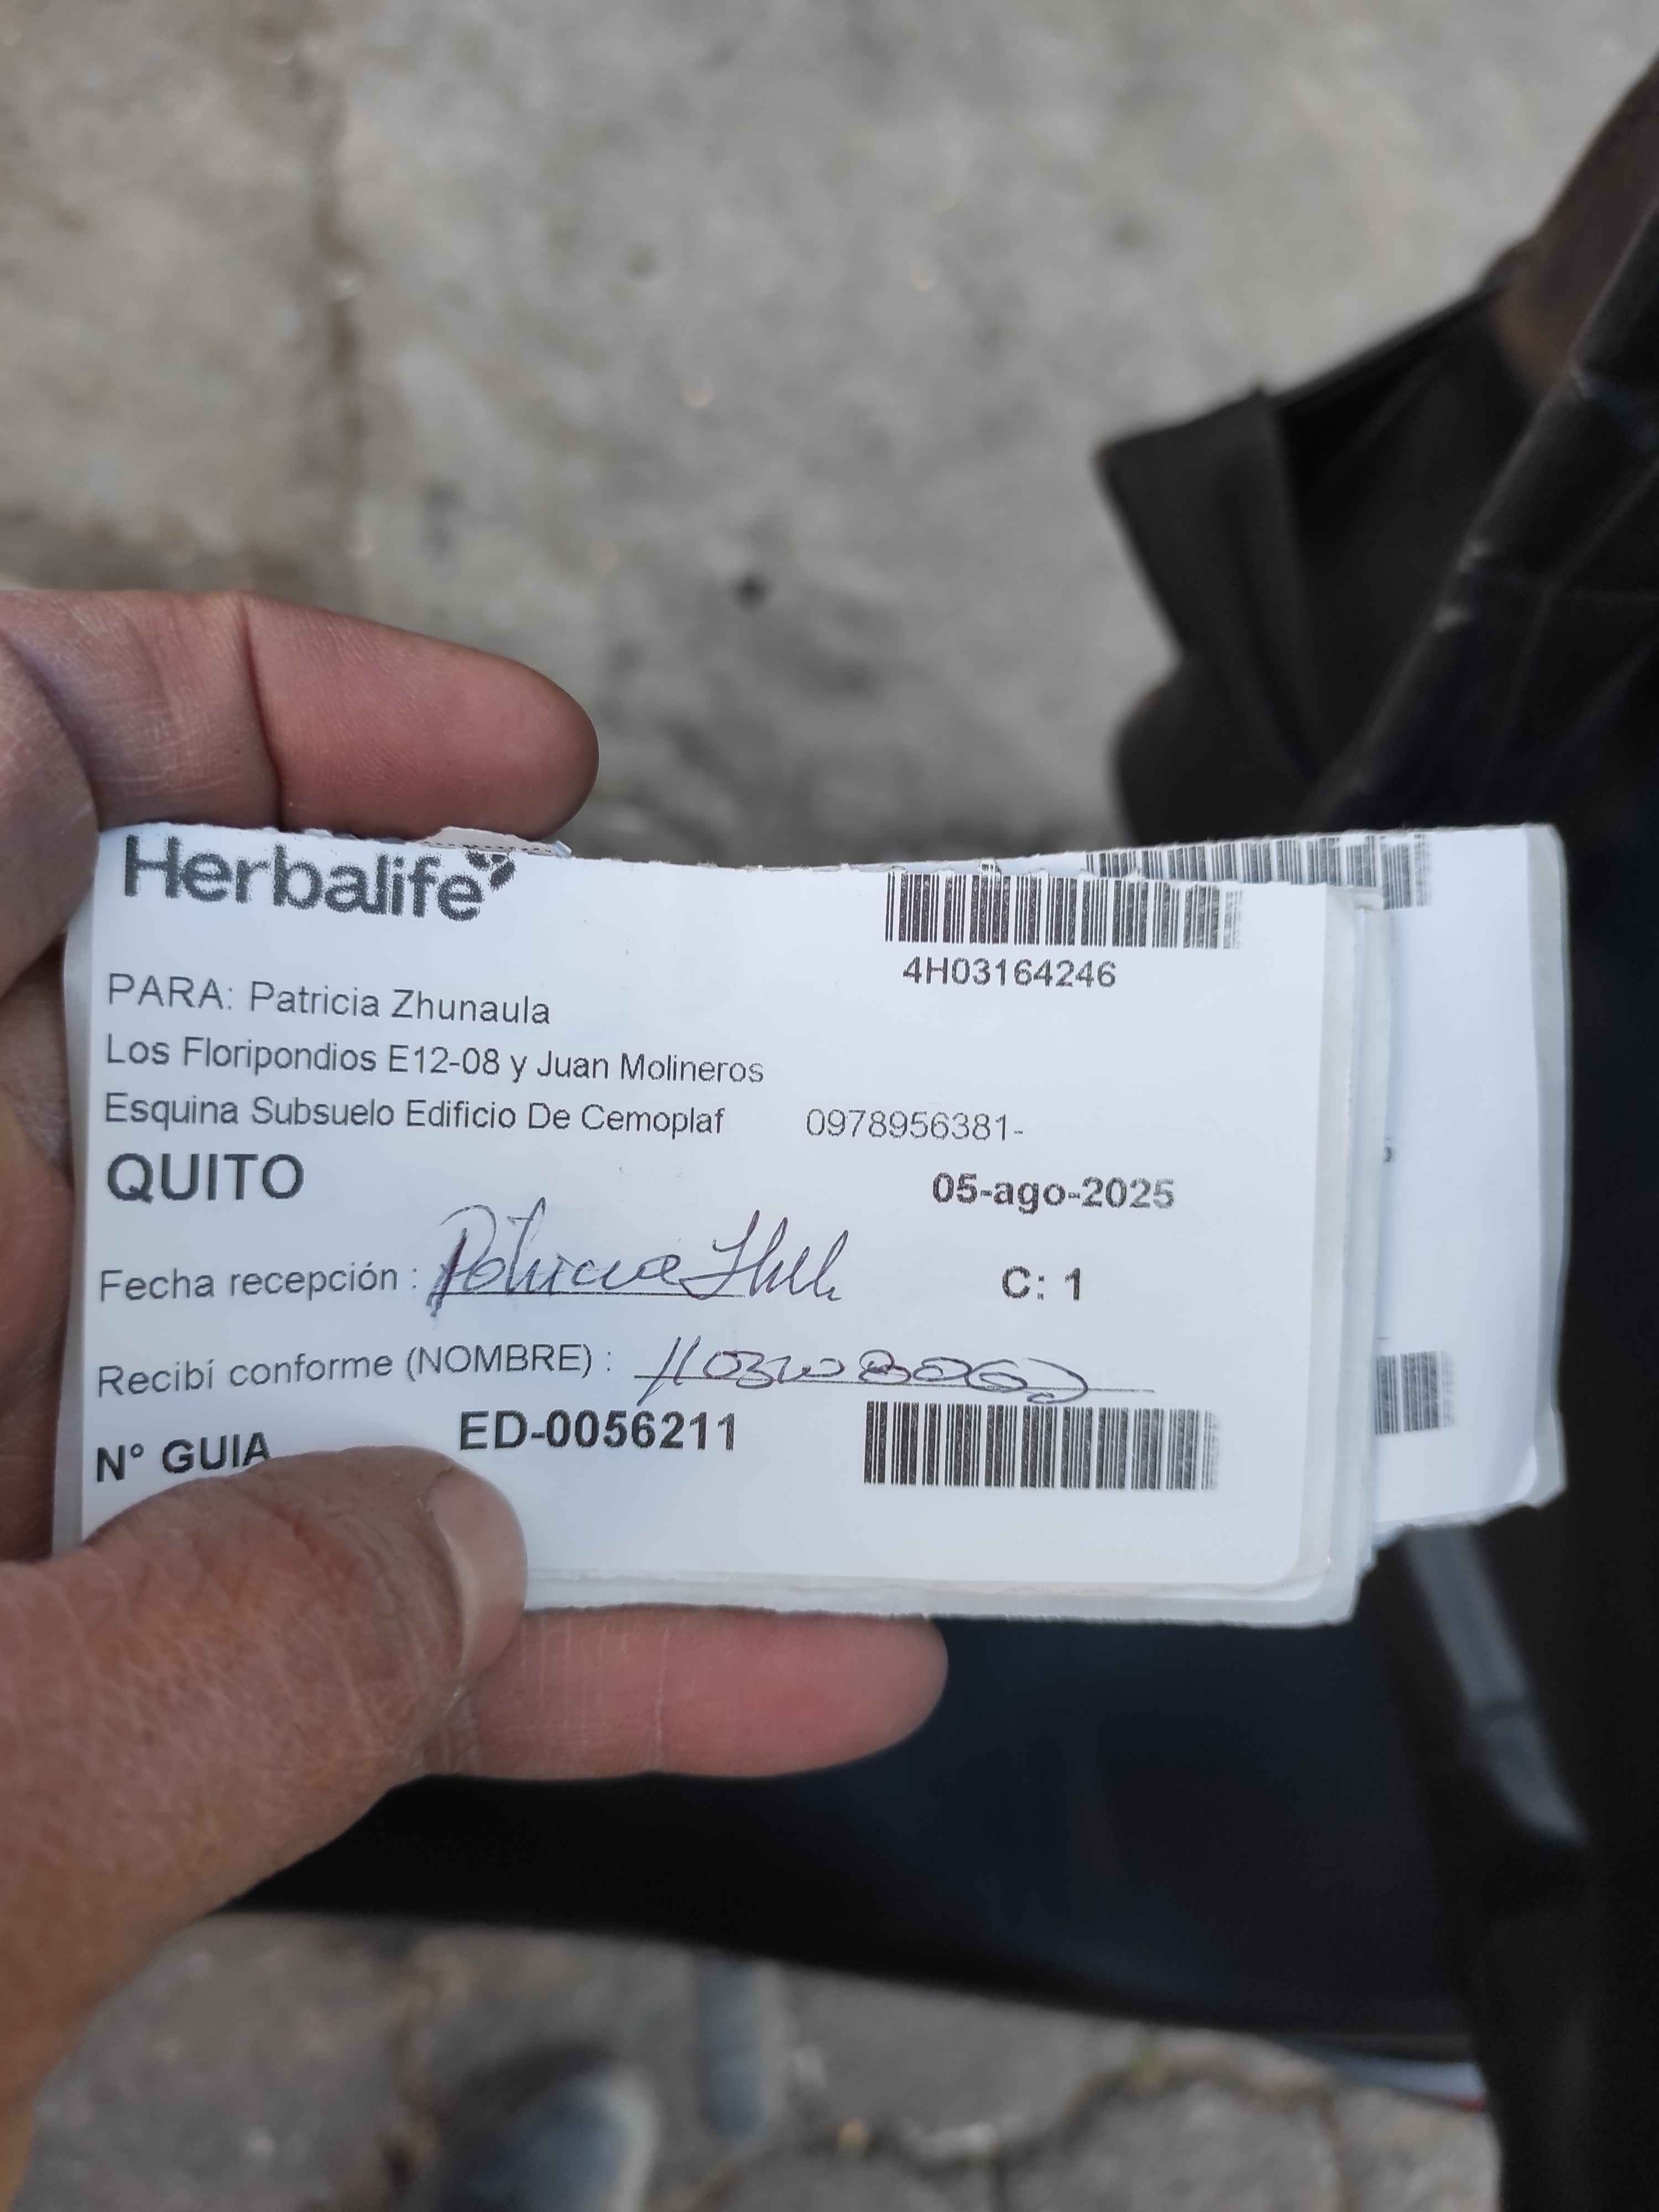 Herbalife
4H03164246
PARA: Patricia Zhunaula
Los Floripondios E12-08 y Juan Molineros
Esquina Subsuelo Edificio De Cemoplaf 0978956381-
QUITO 05-ago-2025
Fecha recepción : Patricia C: 1
Recibí conforme (NOMBRE) :
N° GUIA ED-0056211